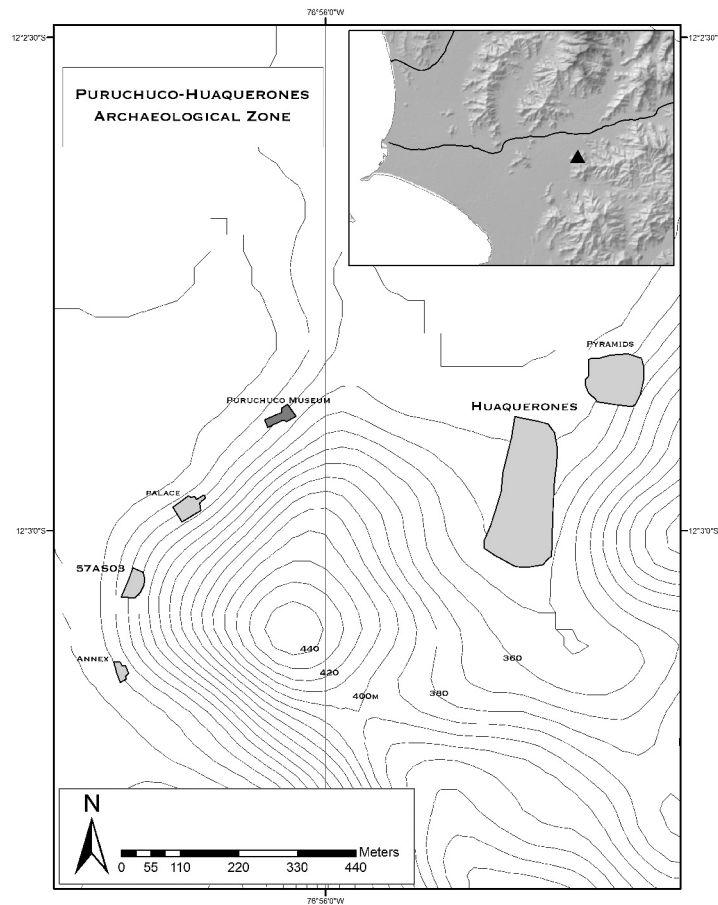 76°56'0"W
12°2'30"S
12°2'30"S
PURUCHUCO-HUAQUERONES
ARCHAEOLOGICAL ZONE
PYRAMIDS
PURUCHUCO MUSEUM
HUAQUERONES
PALACE
12°3'0"S
12°3'0"S
57AS03
ANNEX
440
360
420
380
400M
N
Meters
0 55 110 220 330 440
76°56'0"W